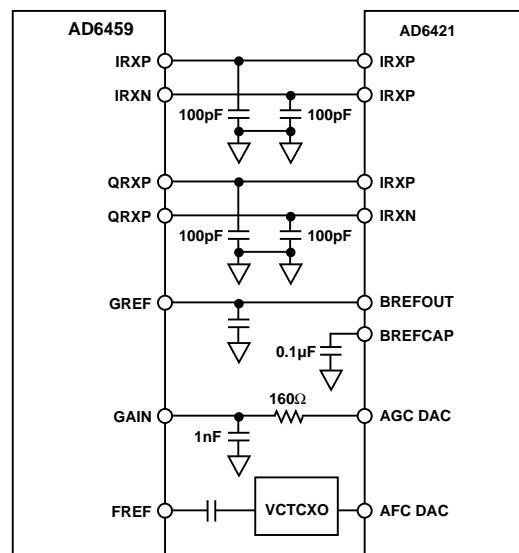 AD6459 AD6421
IRXP IRXP
IRXN IRXP
100pF 100pF
QRXP IRXP
QRXP IRXN
100pF 100pF
GREF BREFOUT
BREFCAP
0.1µF
160Ω
GAIN AGC DAC
1nF
FREF VCTCXO AFC DAC